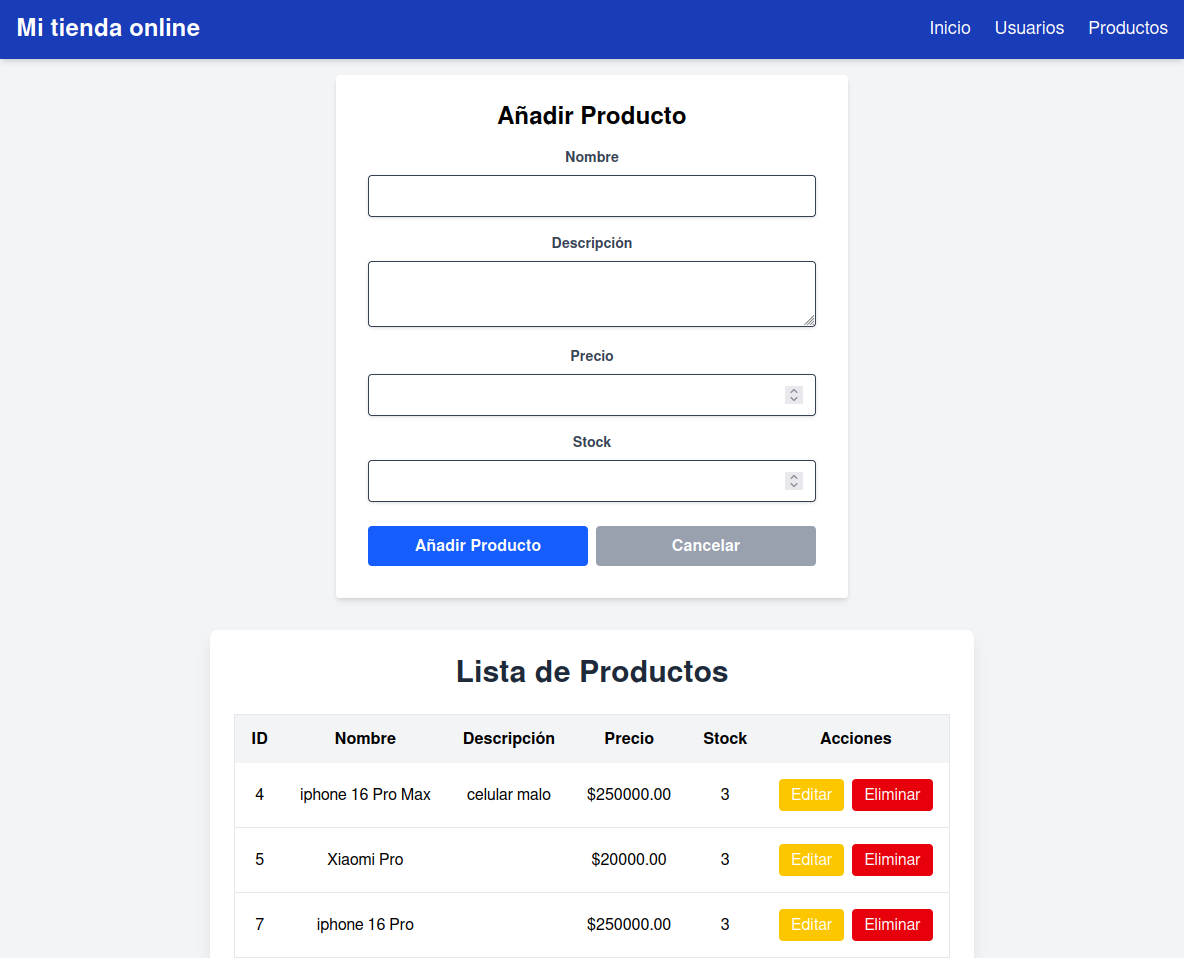 Mi tienda online Inicio Usuarios Productos
Añadir Producto
Nombre
Descripción
Precio
Stock
Añadir Producto Cancelar
Lista de Productos
ID Nombre Descripción Precio Stock Acciones
4 iphone 16 Pro Max celular malo $250000.00 3 Editar Eliminar
5 Xiaomi Pro $20000.00 3 Editar Eliminar
7 iphone 16 Pro $250000.00 3 Editar Eliminar